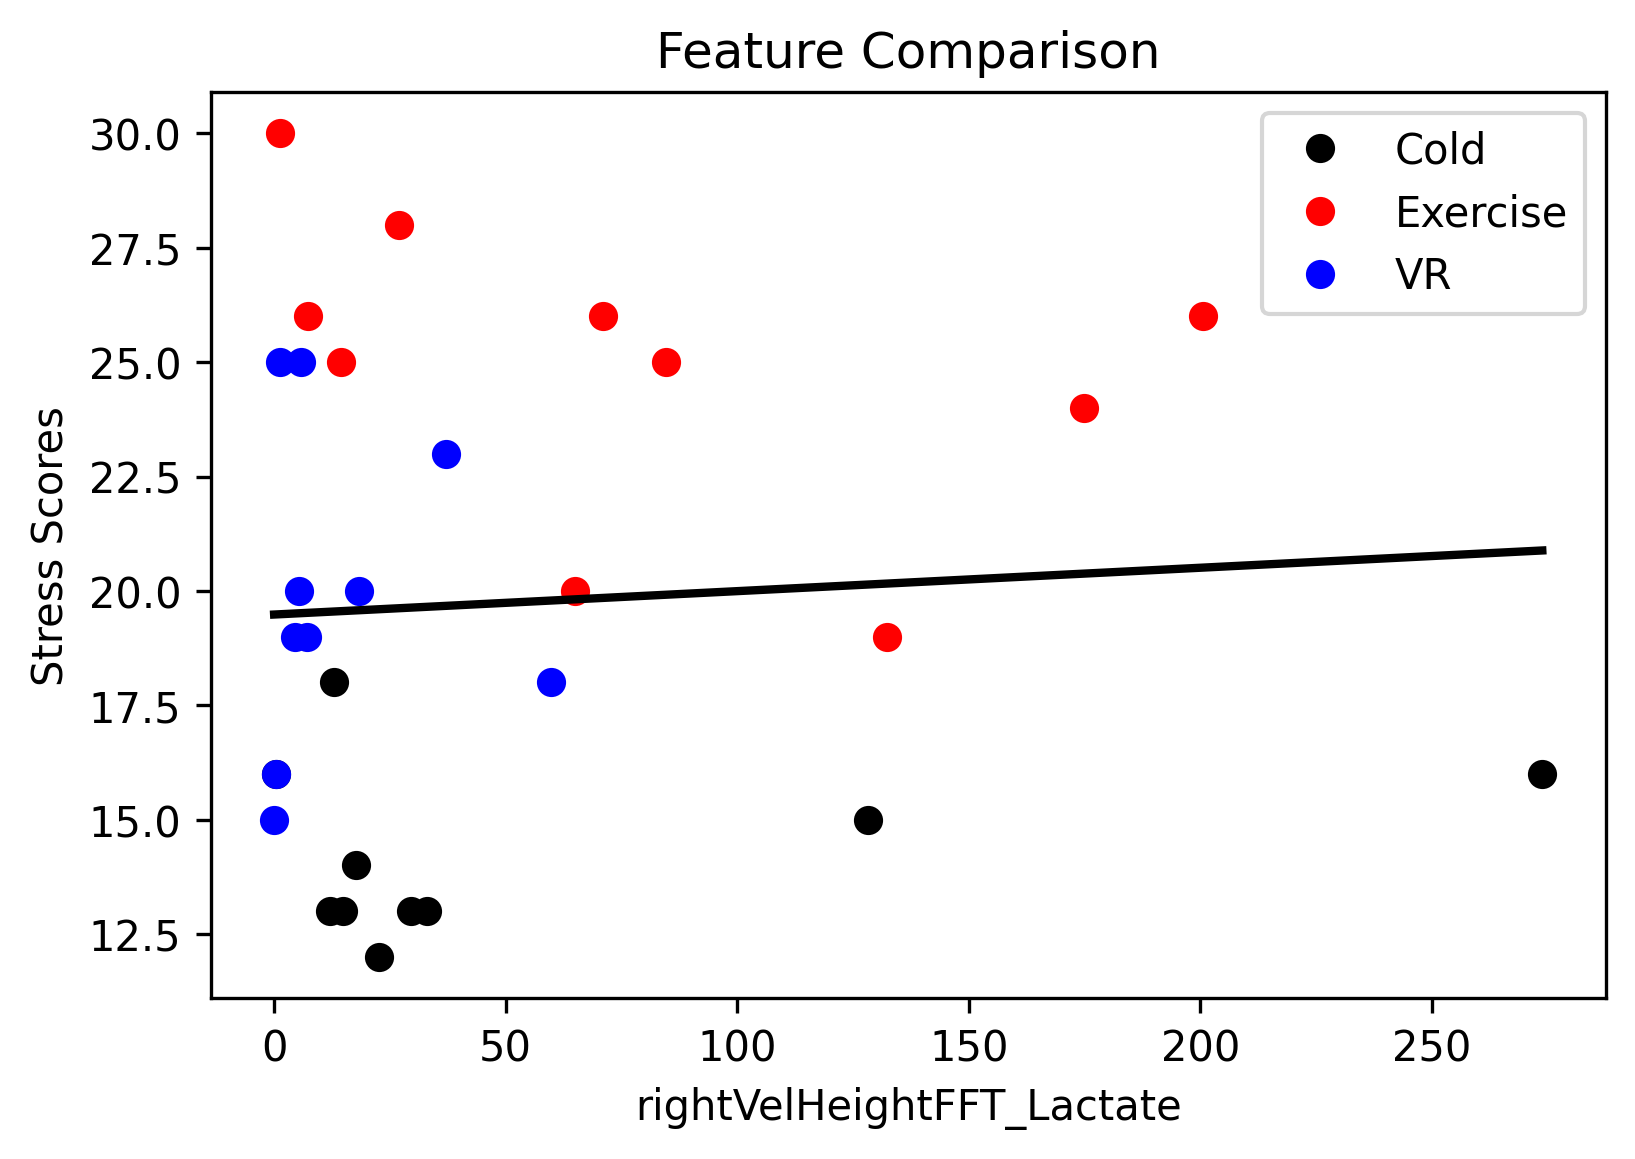 Feature Comparison
30.0
27.5
25.0
22.5
20.0
17.5
15.0
12.5
Stress Scores
Cold
Exercise
VR
0 50 100 150 200 250
rightVelHeightFFT_Lactate